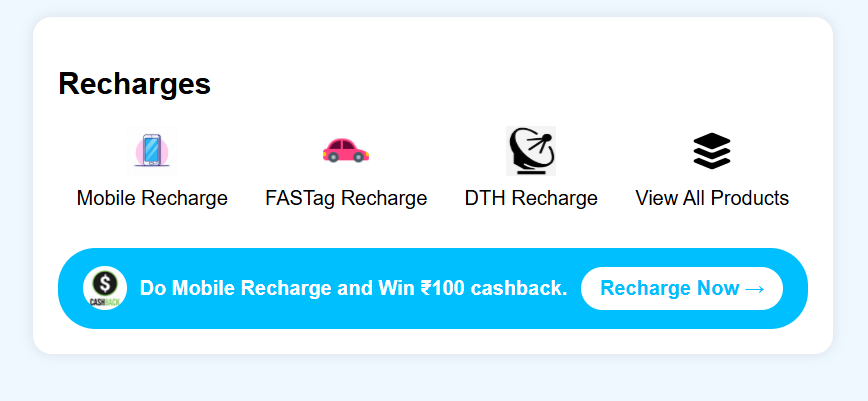 Recharges
Mobile Recharge
FASTag Recharge
DTH Recharge
View All Products
$
CASHBACK
Do Mobile Recharge and Win ₹100 cashback.
Recharge Now →